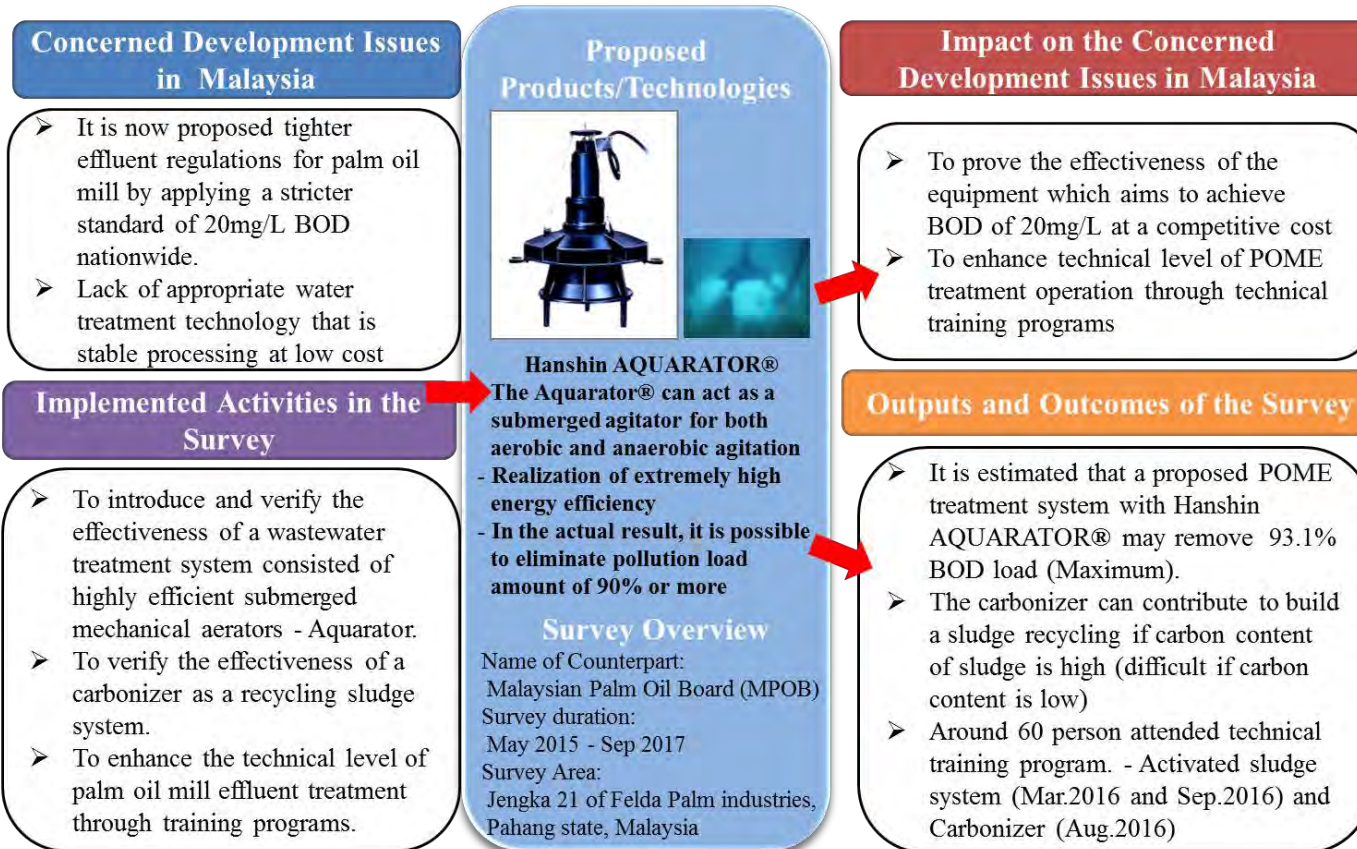 Concerned Development Issues
in Malaysia
➢ It is now proposed tighter
effluent regulations for palm oil
mill by applying a stricter
standard of 20mg/L BOD
nationwide.
➢ Lack of appropriate water
treatment technology that is
stable processing at low cost
Implemented Activities in the
Survey
➢ To introduce and verify the
effectiveness of a wastewater
treatment system consisted of
highly efficient submerged
mechanical aerators - Aquarator.
➢ To verify the effectiveness of a
carbonizer as a recycling sludge
system.
➢ To enhance the technical level of
palm oil mill effluent treatment
through training programs.
Proposed
Products/Technologies
Hanshin AQUARATOR®
The Aquarator® can act as a
submerged agitator for both
aerobic and anaerobic agitation
- Realization of extremely high
energy efficiency
- In the actual result, it is possible
to eliminate pollution load
amount of 90% or more
Survey Overview
Name of Counterpart:
Malaysian Palm Oil Board (MPOB)
Survey duration:
May 2015 - Sep 2017
Survey Area:
Jengka 21 of Felda Palm industries,
Pahang state, Malaysia
Impact on the Concerned
Development Issues in Malaysia
➢ To prove the effectiveness of the
equipment which aims to achieve
BOD of 20mg/L at a competitive cost
➢ To enhance technical level of POME
treatment operation through technical
training programs
Outputs and Outcomes of the Survey
➢ It is estimated that a proposed POME
treatment system with Hanshin
AQUARATOR® may remove 93.1%
BOD load (Maximum).
➢ The carbonizer can contribute to build
a sludge recycling if carbon content
of sludge is high (difficult if carbon
content is low)
➢ Around 60 person attended technical
training program. - Activated sludge
system (Mar.2016 and Sep.2016) and
Carbonizer (Aug.2016)